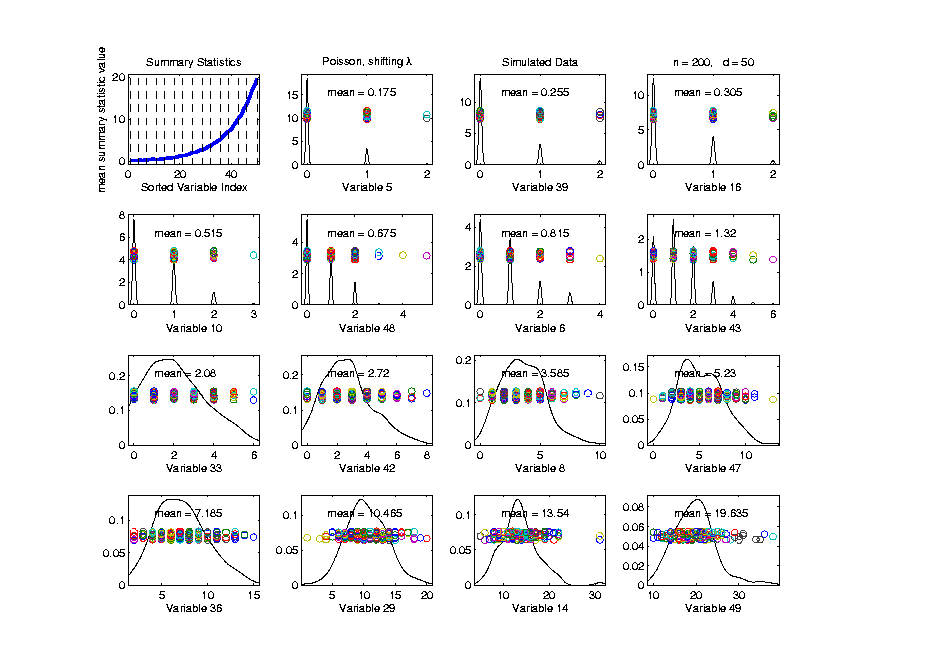 Summary Statistics
mean summary statistic value
20
10
0
0 20 40
Sorted Variable Index
Poisson, shifting λ
mean = 0.175
15
10
5
0
0 1 2
Variable 5
Simulated Data
mean = 0.255
10
5
0
0 1 2
Variable 39
n = 200, d = 50
mean = 0.305
10
5
0
0 1 2
Variable 16
mean = 0.515
8
6
4
2
0
0 1 2 3
Variable 10
mean = 0.675
4
2
0
0 2 4
Variable 48
mean = 0.815
4
2
0
0 2 4
Variable 6
mean = 1.32
2
1
0
0 2 4 6
Variable 43
mean = 2.08
0.2
0.1
0
0 2 4 6
Variable 33
mean = 2.72
0.2
0.1
0
0 2 4 6 8
Variable 42
mean = 3.585
0.2
0.1
0
0 5 10
Variable 8
mean = 5.23
0.15
0.1
0.05
0
5 10
Variable 47
mean = 7.185
0.1
0.05
0
5 10 15
Variable 36
mean = 10.465
0.1
0.05
0
5 10 15 20
Variable 29
mean = 13.54
0.1
0.05
0
10 20 30
Variable 14
mean = 19.635
0.08
0.06
0.04
0.02
0
10 20 30
Variable 49